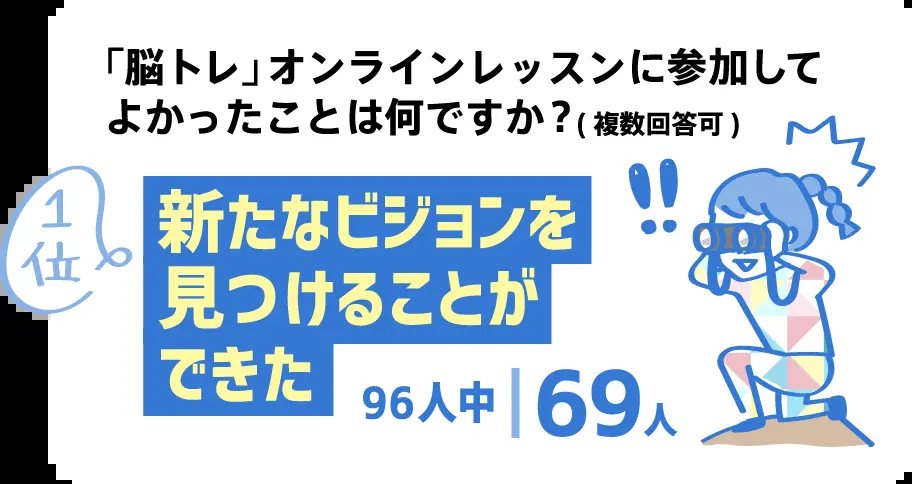 「脳トレ」オンラインレッスンに参加して
よかったことは何ですか?(複数回答可)
1
位
新たなビジョンを
見つけることが
できた
96人中 69人
!!